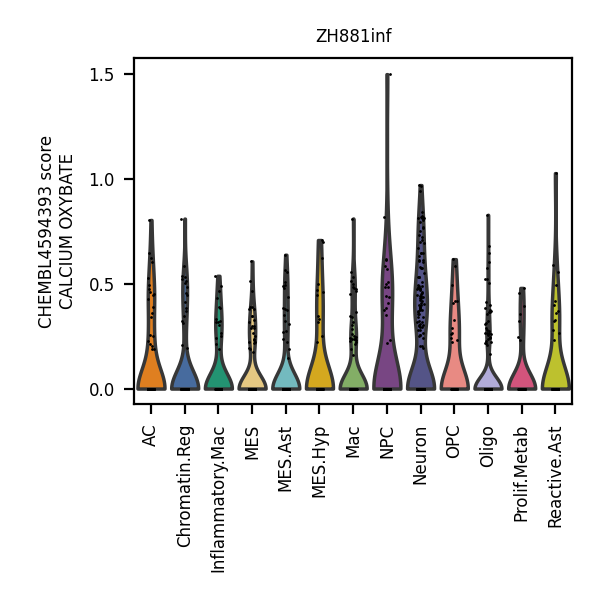 ZH881inf
CHEMBL4594393 score
CALCIUM OXYBATE
1.5
1.0
0.5
0.0
AC
Chromatin.Reg
Inflammatory.Mac
MES
MES.Ast
MES.Hyp
Mac
NPC
Neuron
OPC
Oligo
Prolif.Metab
Reactive.Ast